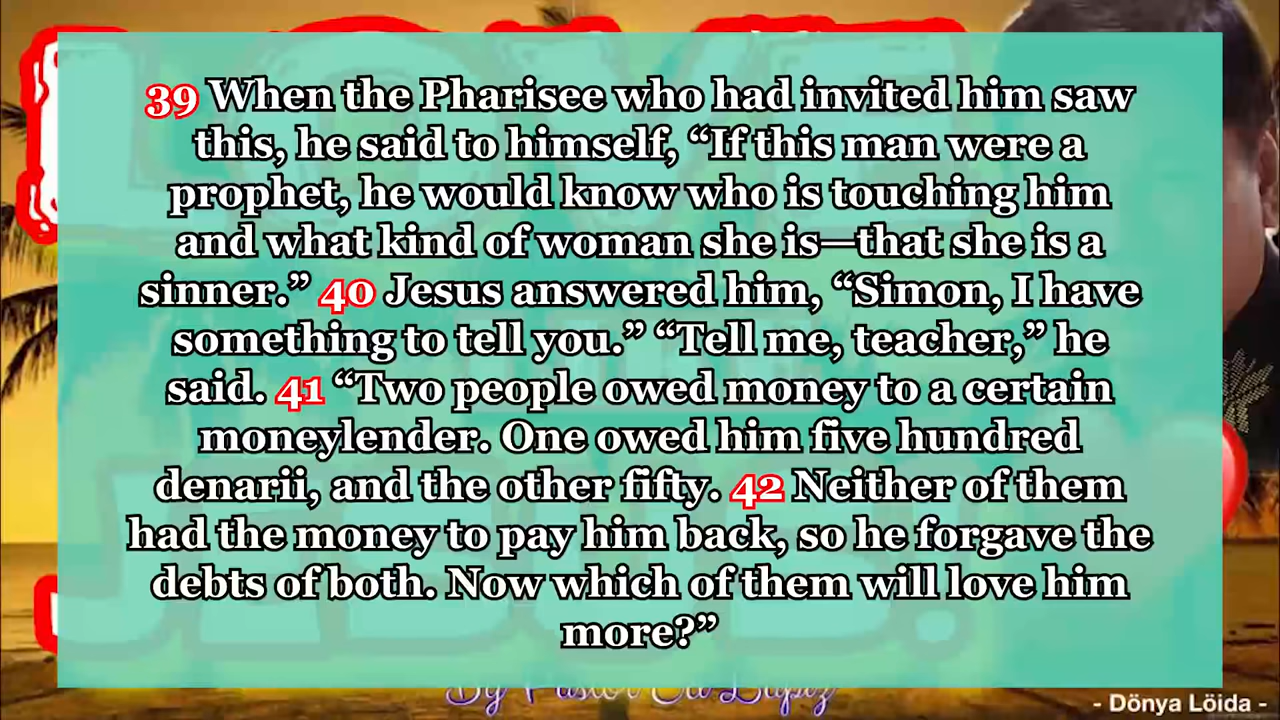 39 When the Pharisee who had invited him saw
this, he said to himself, “If this man were a
prophet, he would know who is touching him
and what kind of woman she is—that she is a
sinner.” 40 Jesus answered him, “Simon, I have
something to tell you.” “Tell me, teacher,” he
said. 41 “Two people owed money to a certain
moneylender. One owed him five hundred
denarii, and the other fifty. 42 Neither of them
had the money to pay him back, so he forgave the
debts of both. Now which of them will love him
more?”
By Pastor
- Dönya Löida -